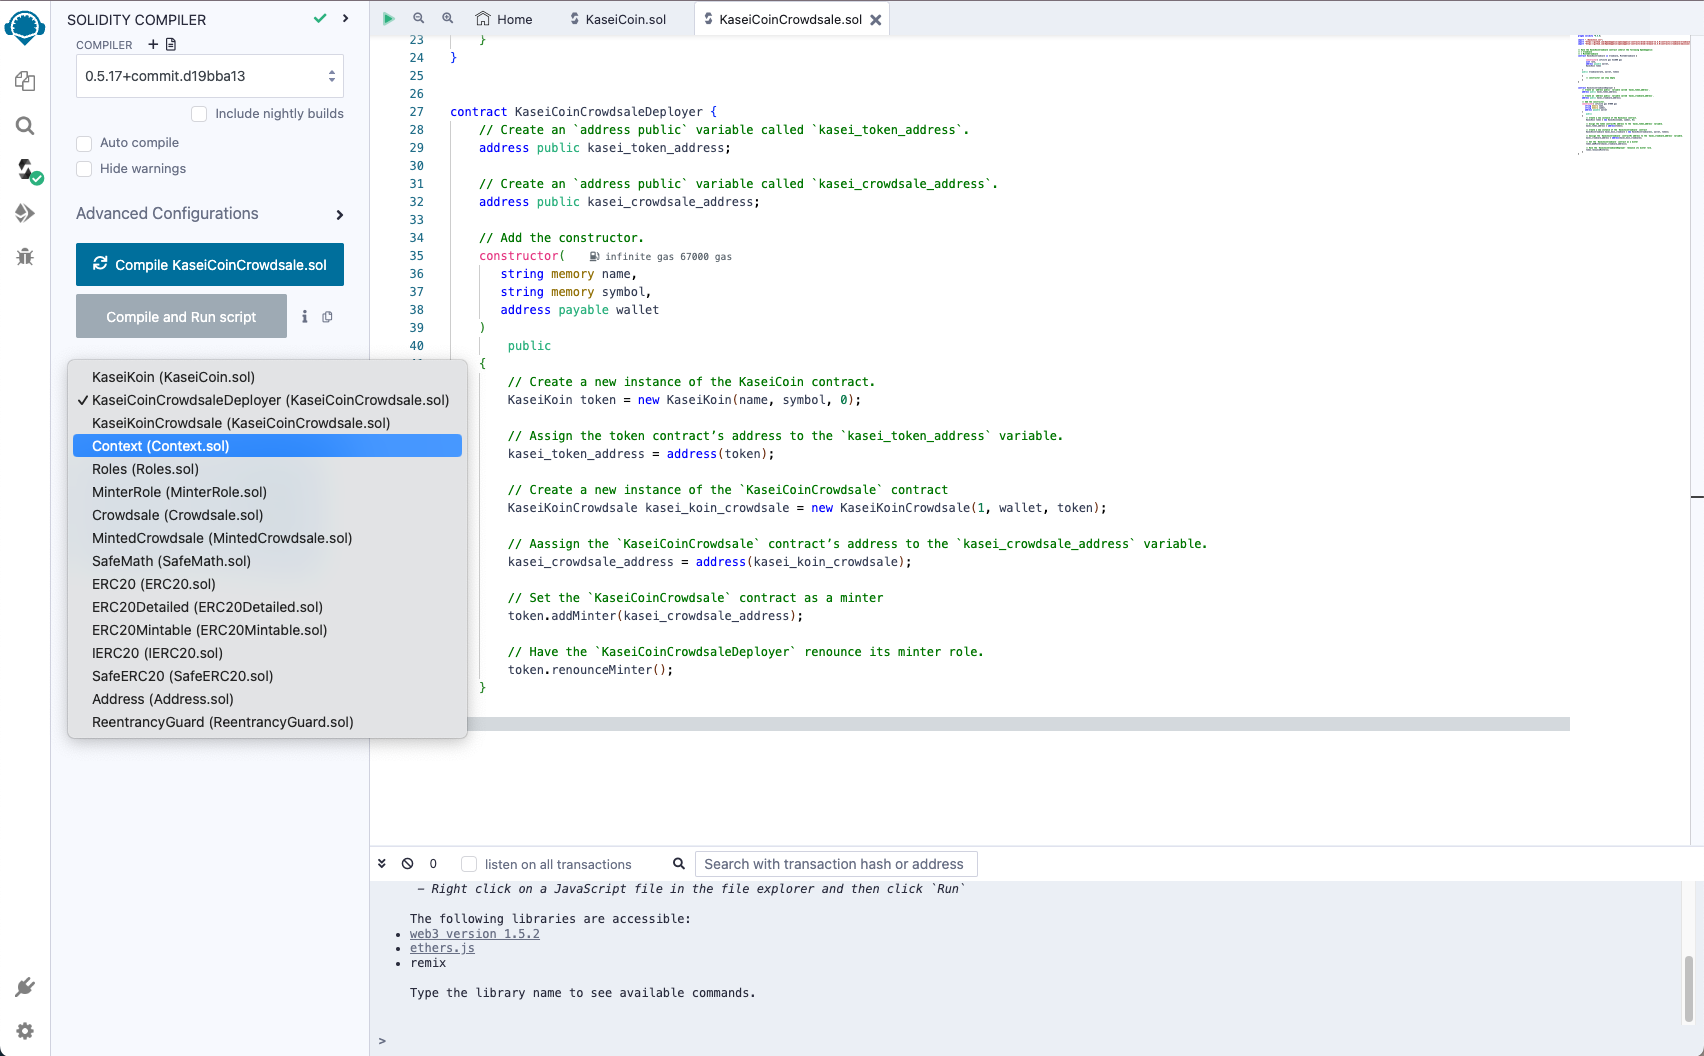 SOLIDITY COMPILER
COMPILER
0.5.17+commit.d19bba13
Include nightly builds
Auto compile
Hide warnings
Advanced Configurations
Compile KaseiCoinCrowdsale.sol
Compile and Run script
KaseiKoin (KaseiCoin.sol)
✓ KaseiCoinCrowdsaleDeployer (KaseiCoinCrowdsale.sol)
KaseiKoinCrowdsale (KaseiCoinCrowdsale.sol)
Context (Context.sol)
Roles (Roles.sol)
MinterRole (MinterRole.sol)
Crowdsale (Crowdsale.sol)
MintedCrowdsale (MintedCrowdsale.sol)
SafeMath (SafeMath.sol)
ERC20 (ERC20.sol)
ERC20Detailed (ERC20Detailed.sol)
ERC20Mintable (ERC20Mintable.sol)
IERC20 (IERC20.sol)
SafeERC20 (SafeERC20.sol)
Address (Address.sol)
ReentrancyGuard (ReentrancyGuard.sol)
Home KaseiCoin.sol KaseiCoinCrowdsale.sol
23 }
24 }
25
26
27 contract KaseiCoinCrowdsaleDeployer {
28 // Create an `address public` variable called `kasei_token_address`.
29 address public kasei_token_address;
30
31 // Create an `address public` variable called `kasei_crowdsale_address`.
32 address public kasei_crowdsale_address;
33
34 // Add the constructor.
35 constructor( infinite gas 67000 gas
36 string memory name,
37 string memory symbol,
38 address payable wallet
39 )
40 public
{
// Create a new instance of the KaseiCoin contract.
KaseiKoin token = new KaseiKoin(name, symbol, 0);
// Assign the token contract’s address to the `kasei_token_address` variable.
kasei_token_address = address(token);
// Create a new instance of the `KaseiCoinCrowdsale` contract
KaseiKoinCrowdsale kasei_koin_crowdsale = new KaseiKoinCrowdsale(1, wallet, token);
// Aassign the `KaseiCoinCrowdsale` contract’s address to the `kasei_crowdsale_address` variable.
kasei_crowdsale_address = address(kasei_koin_crowdsale);
// Set the `KaseiCoinCrowdsale` contract as a minter
token.addMinter(kasei_crowdsale_address);
// Have the `KaseiCoinCrowdsaleDeployer` renounce its minter role.
token.renounceMinter();
}
0 listen on all transactions Search with transaction hash or address
– Right click on a JavaScript file in the file explorer and then click `Run`
The following libraries are accessible:
• web3 version 1.5.2
• ethers.js
• remix
Type the library name to see available commands.
>